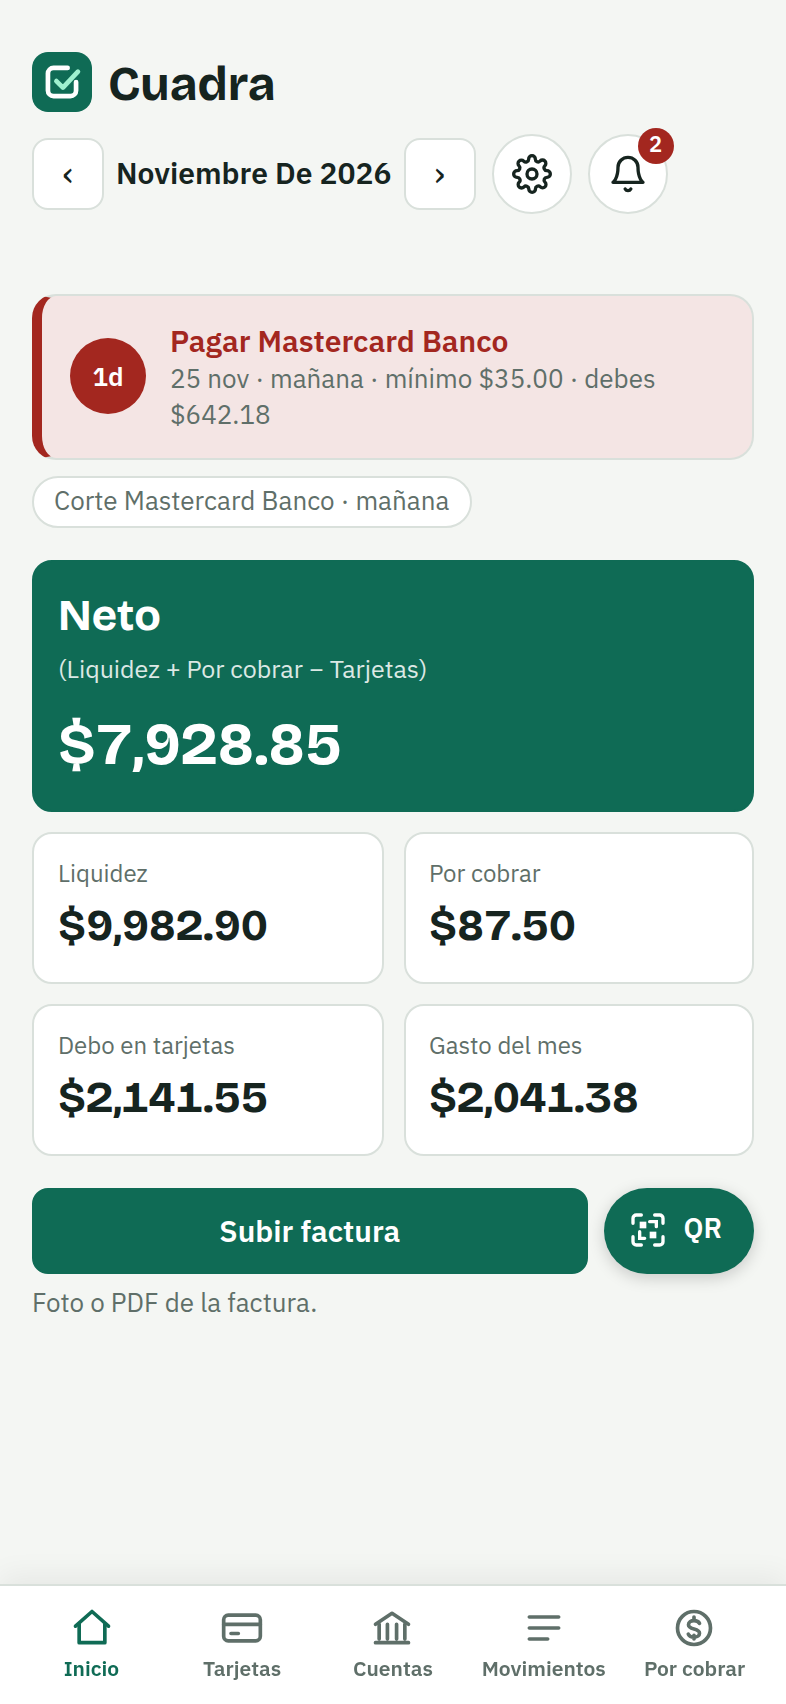 Cuadra
‹ Noviembre De 2026 › 2
1d
Pagar Mastercard Banco
25 nov · mañana · mínimo $35.00 · debes
$642.18
Corte Mastercard Banco · mañana
Neto
(Liquidez + Por cobrar − Tarjetas)
$7,928.85
Liquidez
$9,982.90
Por cobrar
$87.50
Debo en tarjetas
$2,141.55
Gasto del mes
$2,041.38
Subir factura
QR
Foto o PDF de la factura.
Inicio
Tarjetas
Cuentas
Movimientos
Por cobrar